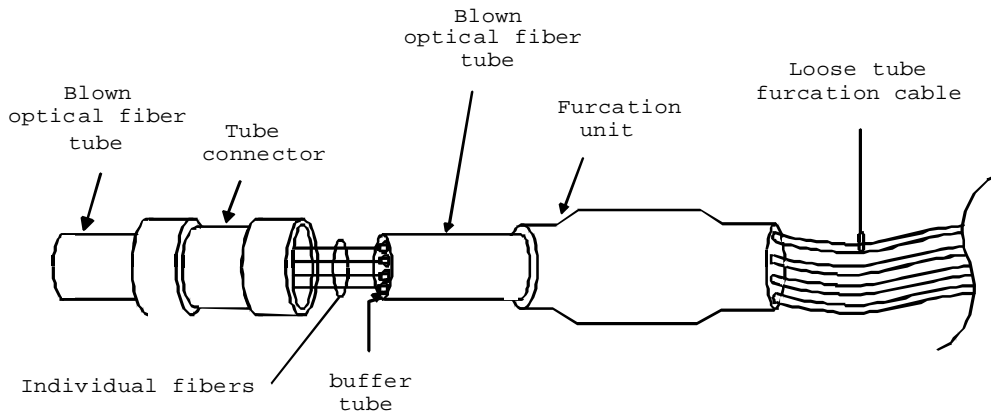 Blown
optical fiber
tube
Tube
connector
Blown
optical fiber
tube
Furcation
unit
Loose tube
furcation cable
Individual fibers
buffer
tube